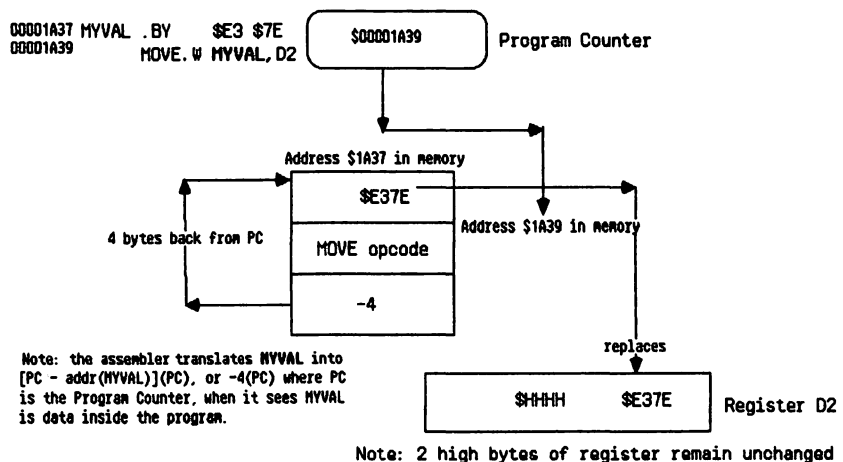 00001A37 MYVAL .BY $E3 $7E
00001A39 MOVE.W MYVAL,D2
$00001A39
Program Counter
Address $1A37 in memory
$E37E
Address $1A39 in memory
4 bytes back from PC
MOVE opcode
-4
replaces
Note: the assembler translates MYVAL into
[PC - addr(MYVAL)](PC), or -4(PC) where PC
is the Program Counter, when it sees MYVAL
is data inside the program.
$HHHH $E37E
Register D2
Note: 2 high bytes of register remain unchanged